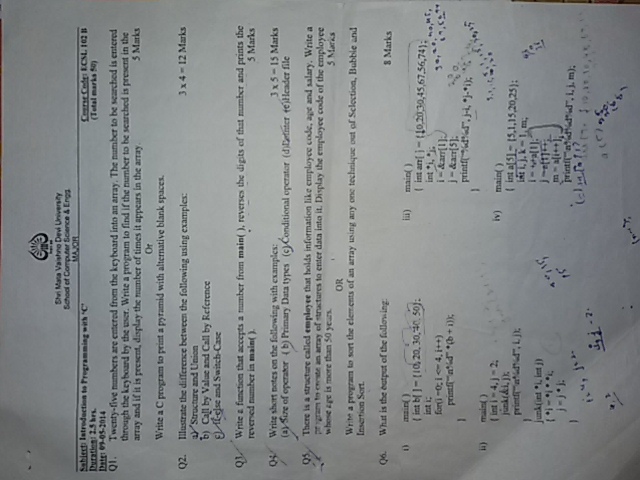 Shri Mata Vaishno Devi University
School of Computer Science & Engg.
MAJOR
Subject: Introduction to Programming with 'C' Course Code: ECSL 102 B
Duration: 2.5 hrs. (Total marks 50)
Date: 09-05-2014
Q1. Twenty-five numbers are entered from the keyboard into an array. The number to be searched is entered
through the keyboard by the user. Write a program to find if the number to be searched is present in the
array and if it is present, display the number of times it appears in the array. 5 Marks
Or
Write a C program to print a pyramid with alternative blank spaces.
Q2. Illustrate the difference between the following using examples: 3 x 4 = 12 Marks
a) Structure and Union
b) Call by Value and Call by Reference
c) If-else and Switch-Case
Q3. Write a function that accepts a number from main( ), reverses the digits of that number and prints the
reversed number in main( ). 5 Marks
Q4. Write short notes on the following with examples: 3 x 5 = 15 Marks
(a) Size of operator (b) Primary Data types (c) Conditional operator (d) Pointer (e) Header file
Q5. There is a structure called employee that holds information like employee code, age and salary. Write a
program to create an array of structures to enter data into it. Display the employee code of the employee
whose age is more than 50 years. 5 Marks
OR
Write a program to sort the elements of an array using any one technique out of Selection, Bubble and
Insertion Sort.
Q6. What is the output of the following: 8 Marks
i) main( )
{ int b[ ] = {10, 20, 30, 40, 50};
int i;
for(i =0; i <= 4, i++)
printf("\n%d" *(b + i));
}
ii) main( )
{ int i = 4, j = 2;
junk(&i, j);
printf("\n%d%d", i, j);
}
junk(int *i, int j)
{ *i = *i * *i;
j = j * j;
}
iii) main( )
{ int arr[ ] = {10,20,30,45,67,56,74};
int *i, *j;
i = &arr[1];
j = &arr[5];
printf("%d%d", j-i, *j-*i);
}
iv) main( )
{ int a[5] = {5,1,15,20,25};
int i, j, k = 1, m;
i = ++a[1];
j = a[1]++;
m = a[i++];
printf("\n%d%d%d", i, j, m);
}